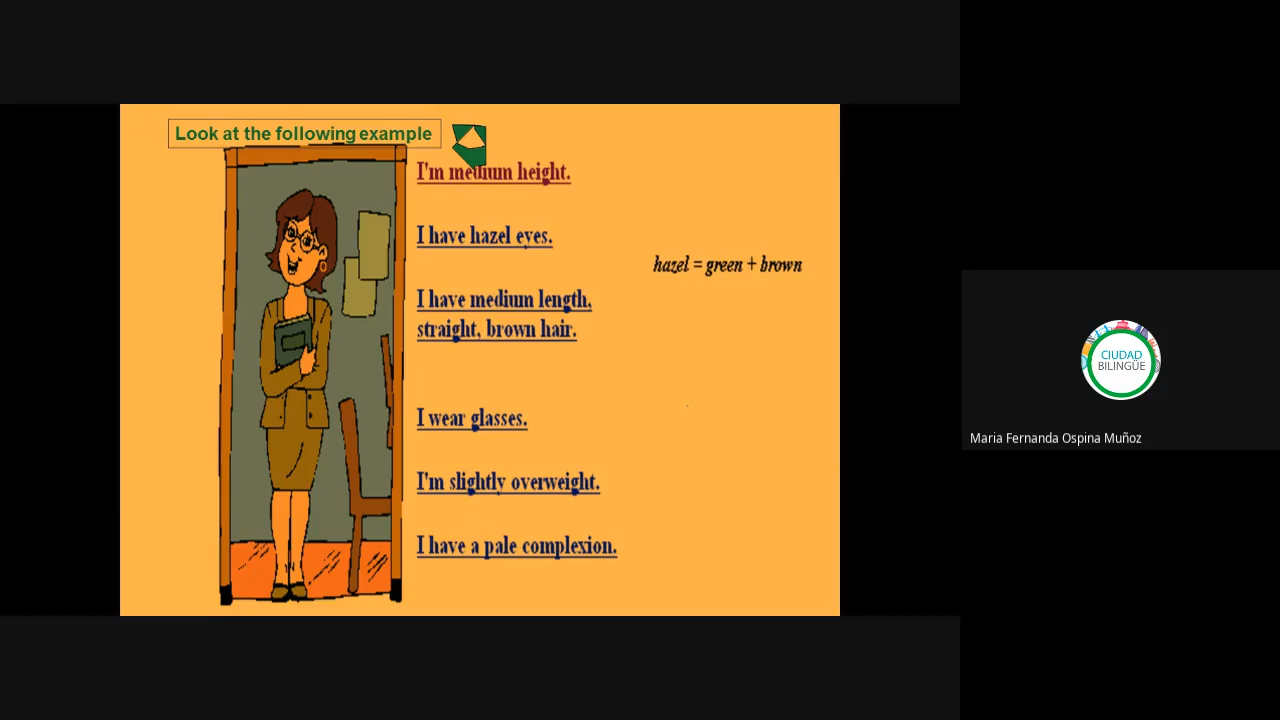 Look at the following example
I'm medium height.
I have hazel eyes.
hazel = green + brown
I have medium length,
straight, brown hair.
I wear glasses.
I'm slightly overweight.
I have a pale complexion.
CIUDAD
BILINGÜE
Maria Fernanda Ospina Muñoz